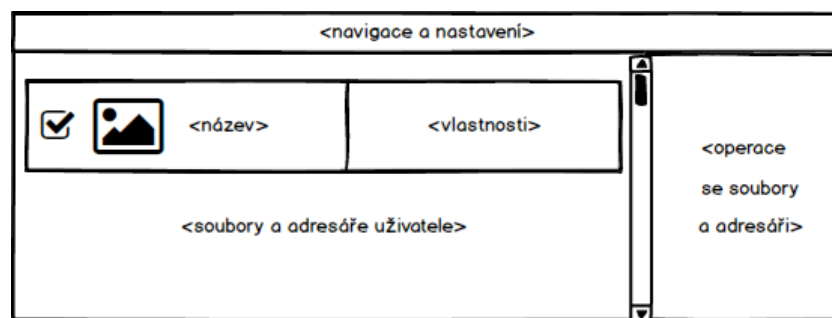 <navigace a nastavení>
<název>
<vlastnosti>
<soubory a adresáře uživatele>
<operace
se soubory
a adresáři>